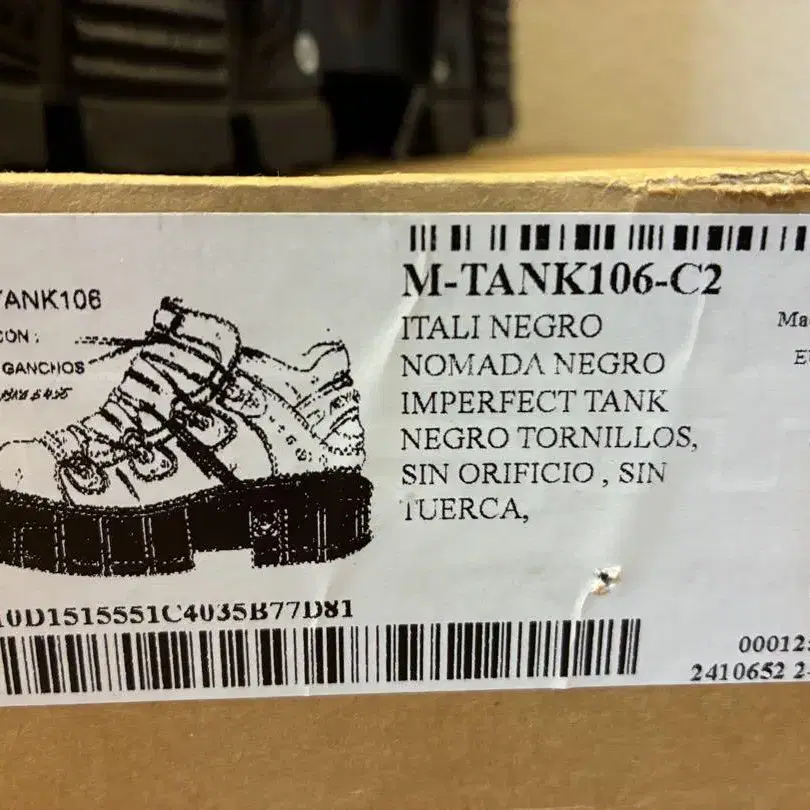 M-TANK106-C2
TANK106
CON :
GANCHOS
ITALI NEGRO
NOMADA NEGRO
IMPERFECT TANK
NEGRO TORNILLOS,
SIN ORIFICIO , SIN
TUERCA,
10D1515551C4035B77D81
00012
2410652 2